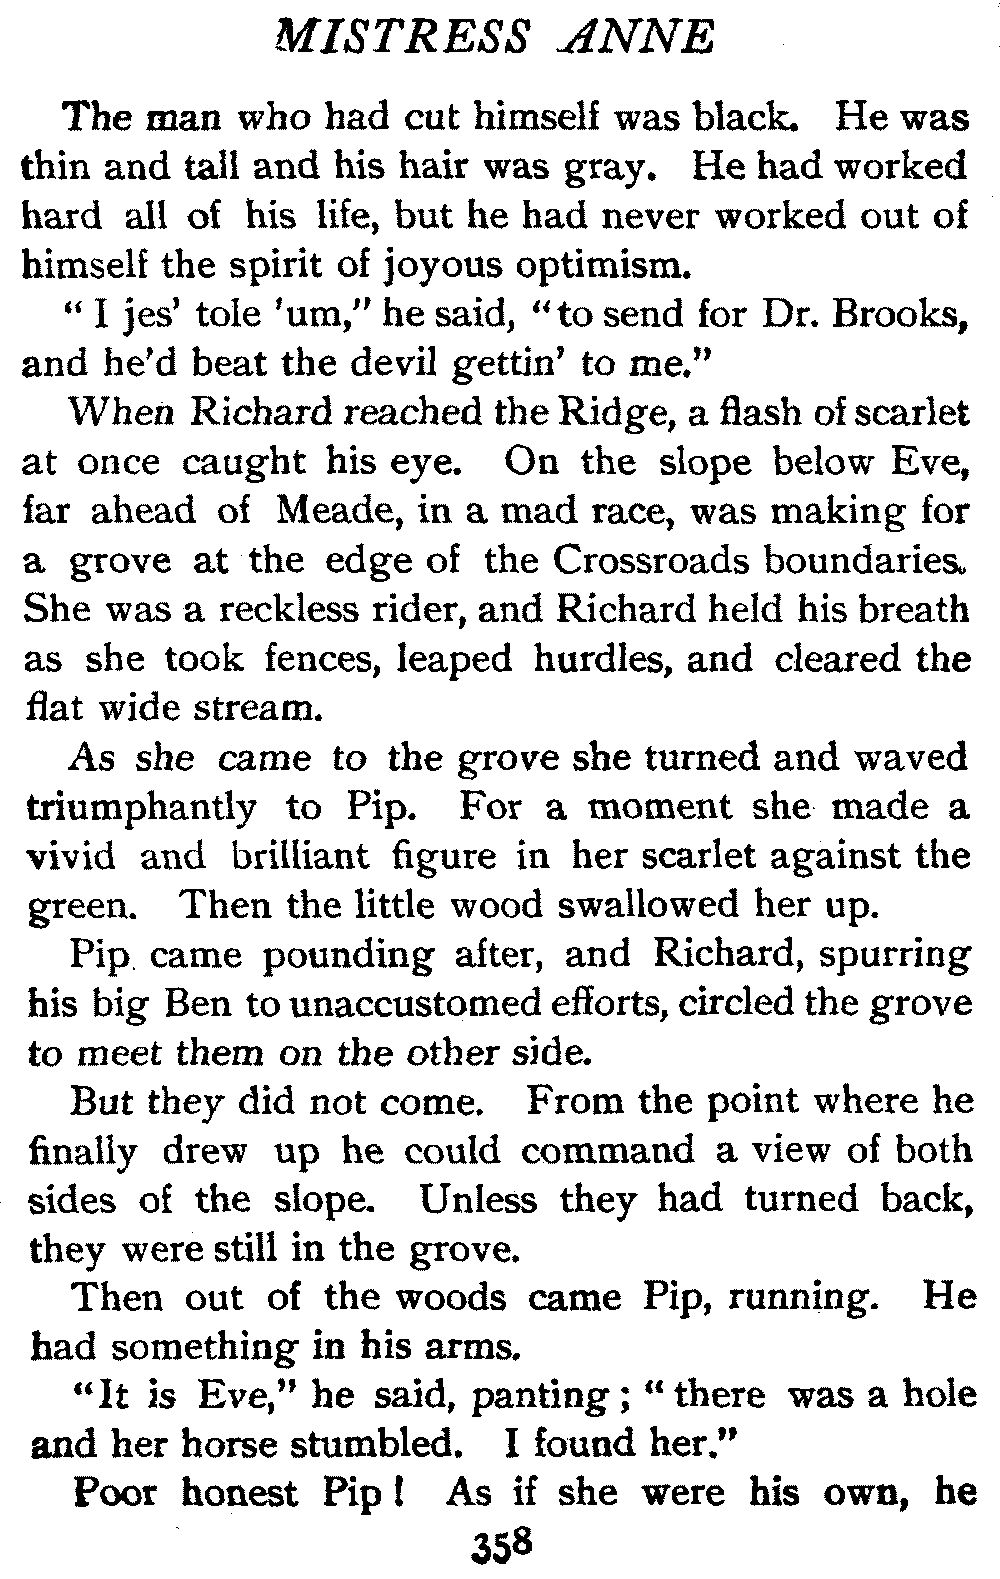 MISTRESS ANNE
The man who had cut himself was black. He was
thin and tall and his hair was gray. He had worked
hard all of his life, but he had never worked out of
himself the spirit of joyous optimism.
"I jes' tole 'um," he said, "to send for Dr. Brooks,
and he'd beat the devil gettin' to me."
When Richard reached the Ridge, a flash of scarlet
at once caught his eye. On the slope below Eve,
far ahead of Meade, in a mad race, was making for
a grove at the edge of the Crossroads boundaries.
She was a reckless rider, and Richard held his breath
as she took fences, leaped hurdles, and cleared the
flat wide stream.
As she came to the grove she turned and waved
triumphantly to Pip. For a moment she made a
vivid and brilliant figure in her scarlet against the
green. Then the little wood swallowed her up.
Pip came pounding after, and Richard, spurring
his big Ben to unaccustomed efforts, circled the grove
to meet them on the other side.
But they did not come. From the point where he
finally drew up he could command a view of both
sides of the slope. Unless they had turned back,
they were still in the grove.
Then out of the woods came Pip, running. He
had something in his arms.
"It is Eve," he said, panting; "there was a hole
and her horse stumbled. I found her."
Poor honest Pip! As if she were his own, he
358